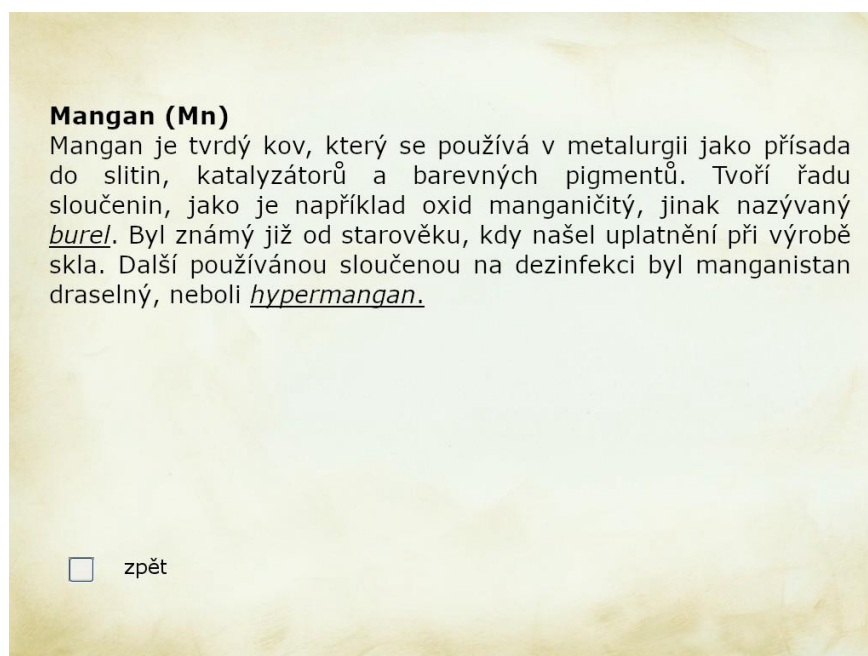 Mangan (Mn)
Mangan je tvrdý kov, který se používá v metalurgii jako přísada
do slitin, katalyzátorů a barevných pigmentů. Tvoří řadu
sloučenin, jako je například oxid manganičitý, jinak nazývaný
burel. Byl známý již od starověku, kdy našel uplatnění při výrobě
skla. Další používánou sloučenou na dezinfekci byl manganistan
draselný, neboli hypermangan.
zpět